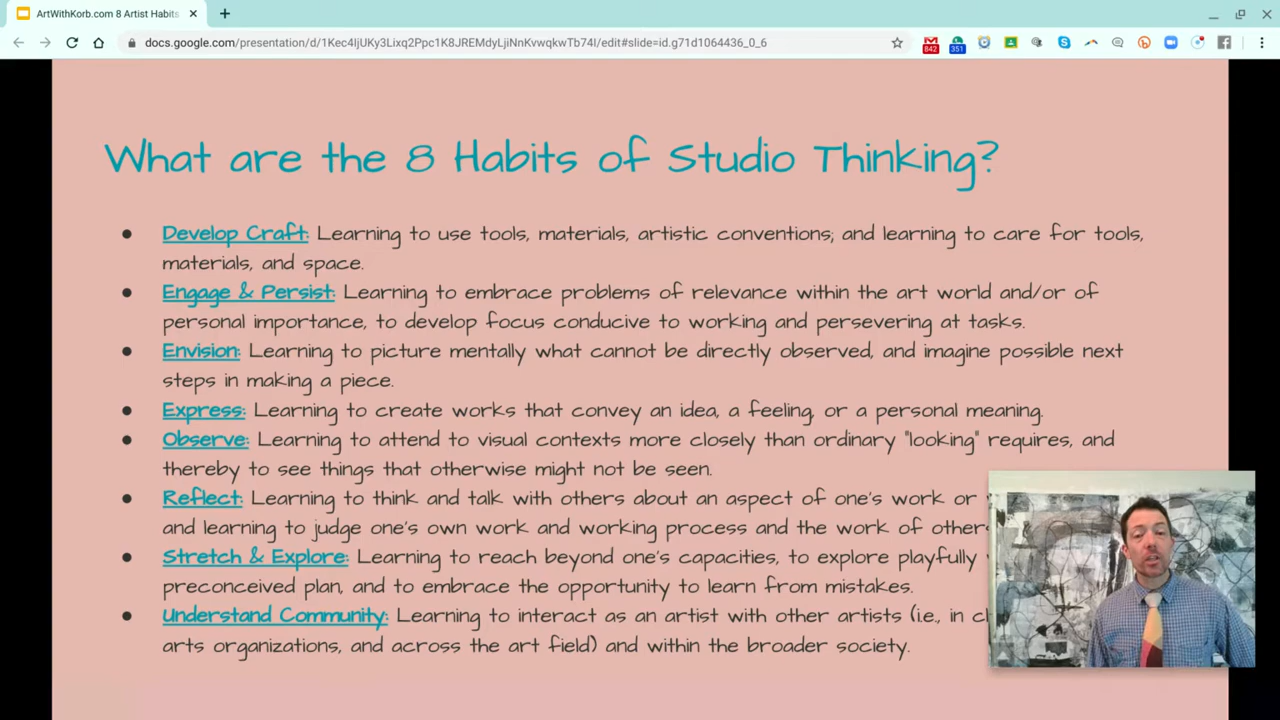 ArtWithKorb.com 8 Artist Habits
docs.google.com/presentation/d/1Kec4IjUKy3Lixq2Ppc1K8JREMdyLjiNnKvwqkwTb74I/edit#slide=id.g71d1064436_0_6
842
351
What are the 8 Habits of Studio Thinking?
● Develop Craft: Learning to use tools, materials, artistic conventions; and learning to care for tools,
materials, and space.
● Engage & Persist: Learning to embrace problems of relevance within the art world and/or of
personal importance, to develop focus conducive to working and persevering at tasks.
● Envision: Learning to picture mentally what cannot be directly observed, and imagine possible next
steps in making a piece.
● Express: Learning to create works that convey an idea, a feeling, or a personal meaning.
● Observe: Learning to attend to visual contexts more closely than ordinary "looking" requires, and
thereby to see things that otherwise might not be seen.
● Reflect: Learning to think and talk with others about an aspect of one's work or
and learning to judge one's own work and working process and the work of other
● Stretch & Explore: Learning to reach beyond one's capacities, to explore playfully
preconceived plan, and to embrace the opportunity to learn from mistakes.
● Understand Community: Learning to interact as an artist with other artists (i.e., in
arts organizations, and across the art field) and within the broader society.